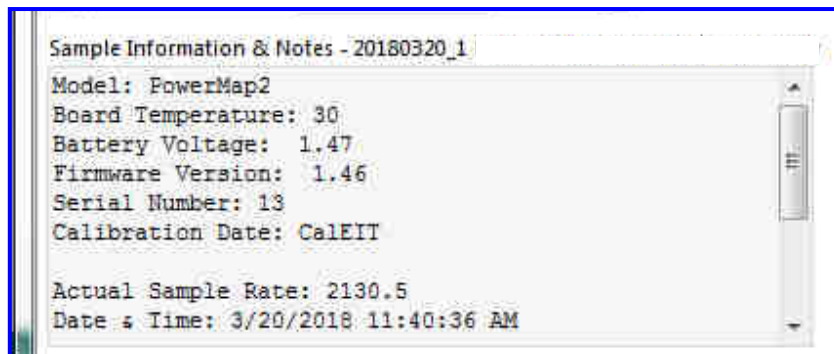 Sample Information & Notes - 20180320_1
Model: PowerMap2
Board Temperature: 30
Battery Voltage:  1.47
Firmware Version:  1.46
Serial Number: 13
Calibration Date: CalEIT
Actual Sample Rate: 2130.5
Date & Time: 3/20/2018 11:40:36 AM